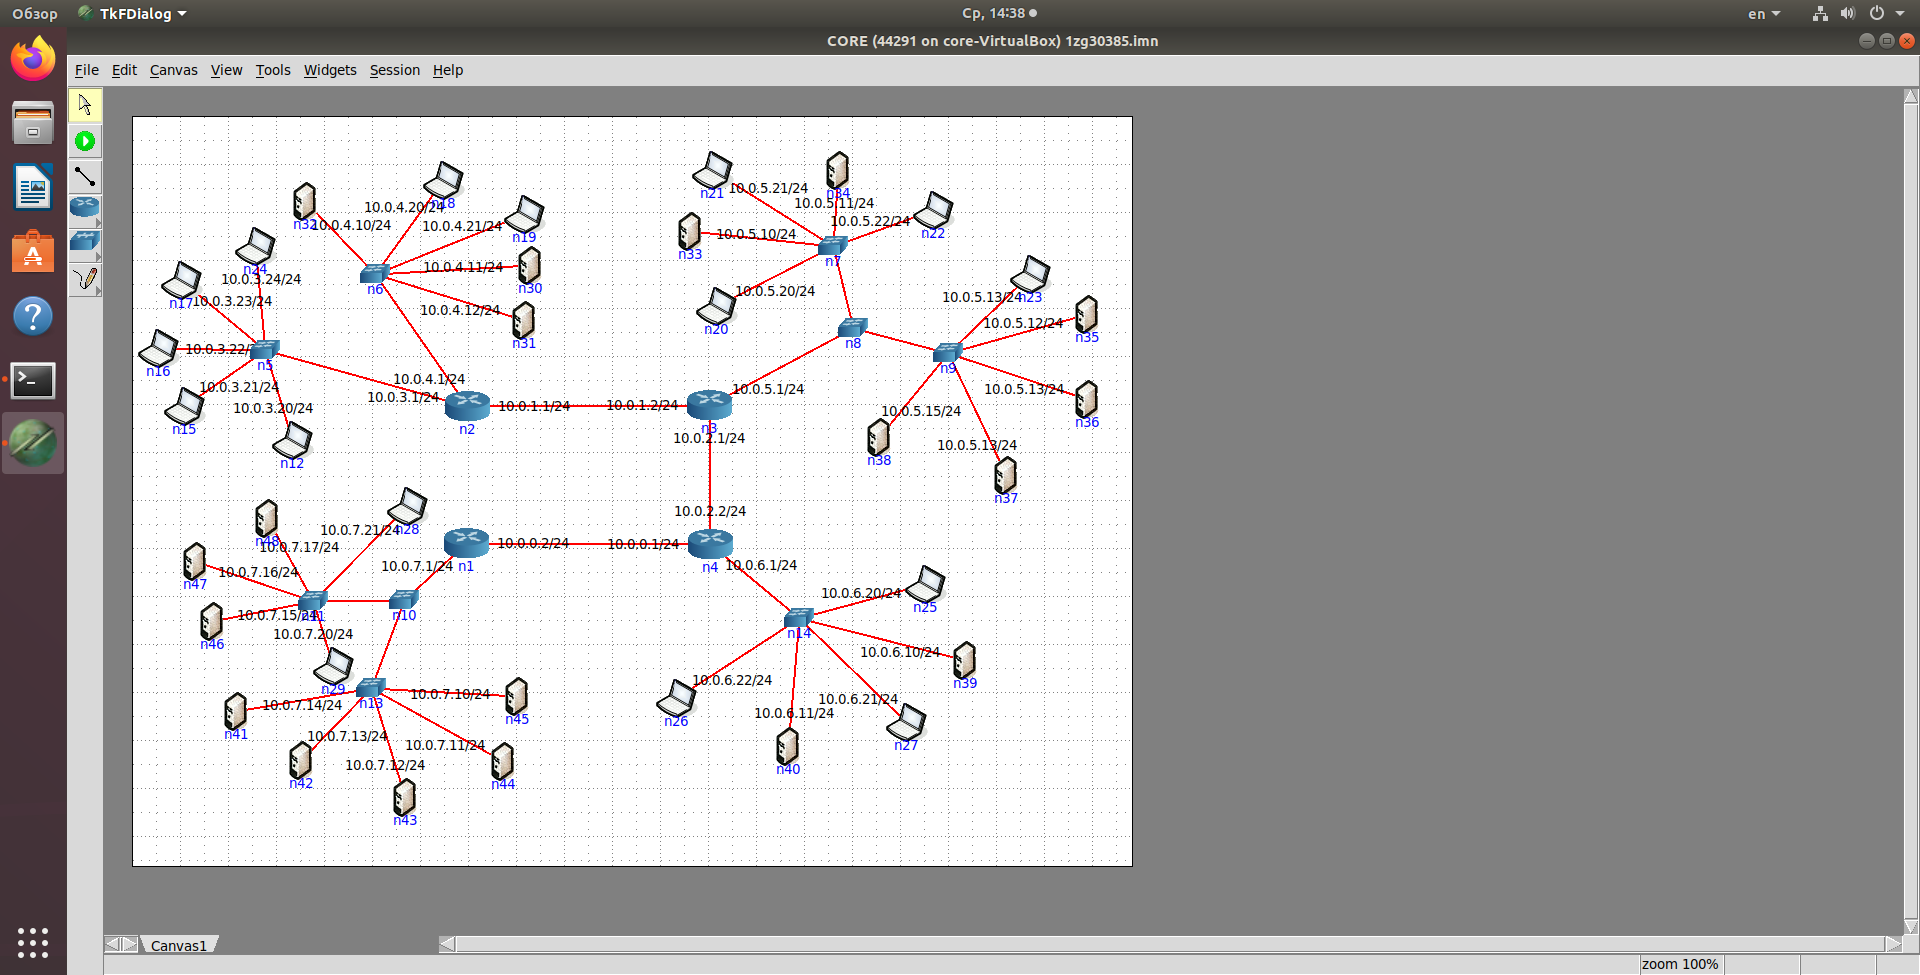 Обзор TkFDialog Ср, 14:38 en
CORE (44291 on core-VirtualBox) 1zg30385.imn
File Edit Canvas View Tools Widgets Session Help
n32
10.0.4.10/24
10.0.4.20/24
n18
10.0.4.21/24
n19
10.0.4.11/24
n30
10.0.4.12/24
n31
n6
n24
10.0.3.24/24
n17
10.0.3.23/24
n16
10.0.3.22/
n5
10.0.3.21/24
n15
10.0.3.20/24
n12
10.0.4.1/24
10.0.3.1/24
n2
10.0.1.1/24
10.0.1.2/24
n3
10.0.5.1/24
10.0.2.1/24
n21
10.0.5.21/24
n34
10.0.5.11/24
10.0.5.22/24
n22
n33
10.0.5.10/24
n7
10.0.5.20/24
n20
n8
n9
10.0.5.13/24
n23
10.0.5.12/24
n35
10.0.5.13/24
n36
10.0.5.15/24
n38
10.0.5.13/24
n37
10.0.2.2/24
n4
10.0.0.1/24
10.0.0.2/24
n1
10.0.7.1/24
n10
n28
10.0.7.21/24
n48
10.0.7.17/24
n47
10.0.7.16/24
n46
10.0.7.15/24
n11
10.0.7.20/24
n29
n13
n41
10.0.7.14/24
10.0.7.13/24
n42
10.0.7.12/24
n43
10.0.7.11/24
n44
10.0.7.10/24
n45
10.0.6.1/24
n14
10.0.6.20/24
n25
10.0.6.10/24
n39
10.0.6.22/24
n26
10.0.6.21/24
n27
10.0.6.11/24
n40
Canvas1
zoom 100%